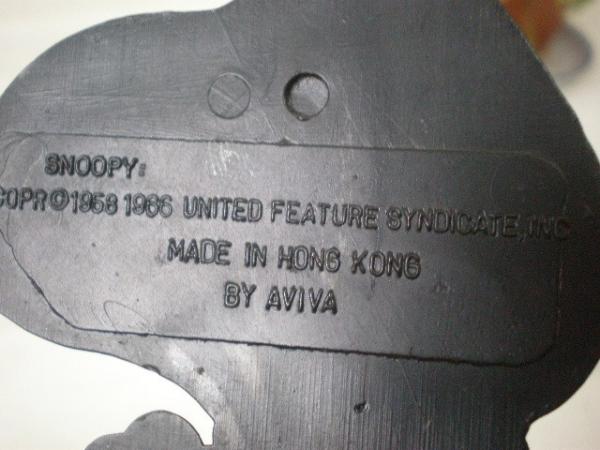 SNOOPY:
COPR©1958 1966 UNITED FEATURE SYNDICATE, INC
MADE IN HONG KONG
BY AVIVA